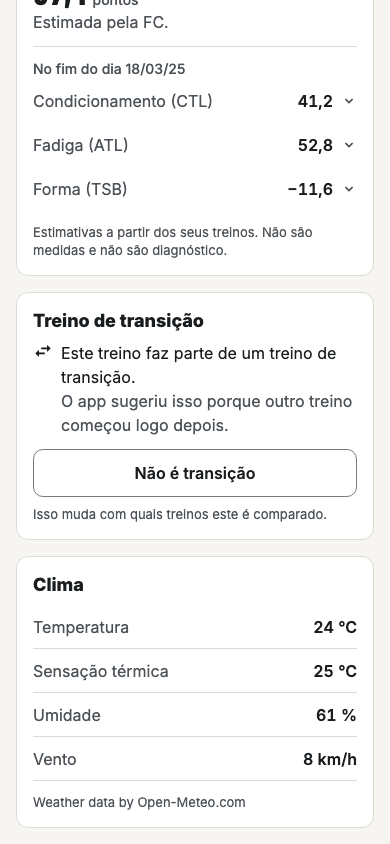 pontos
Estimada pela FC.
No fim do dia 18/03/25
Condicionamento (CTL) 41,2
Fadiga (ATL) 52,8
Forma (TSB) −11,6
Estimativas a partir dos seus treinos. Não são
medidas e não são diagnóstico.
Treino de transição
Este treino faz parte de um treino de
transição.
O app sugeriu isso porque outro treino
começou logo depois.
Não é transição
Isso muda com quais treinos este é comparado.
Clima
Temperatura 24 °C
Sensação térmica 25 °C
Umidade 61 %
Vento 8 km/h
Weather data by Open-Meteo.com